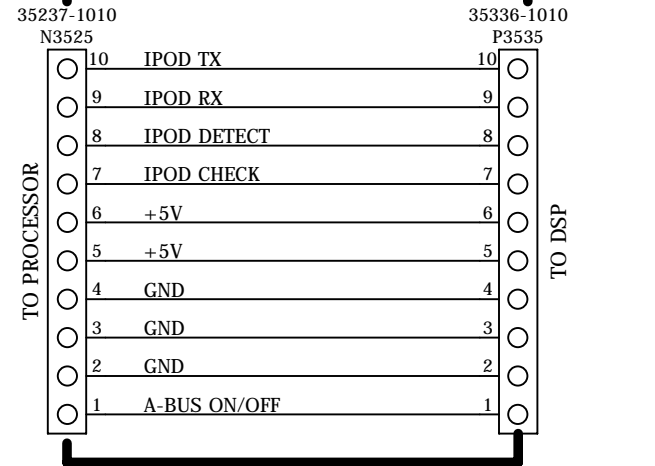 35237-1010 35336-1010
N3525 P3535
10 IPOD TX 10
9 IPOD RX 9
8 IPOD DETECT 8
7 IPOD CHECK 7
6 +5V 6
5 +5V 5
4 GND 4
3 GND 3
2 GND 2
1 A-BUS ON/OFF 1
TO PROCESSOR
TO DSP